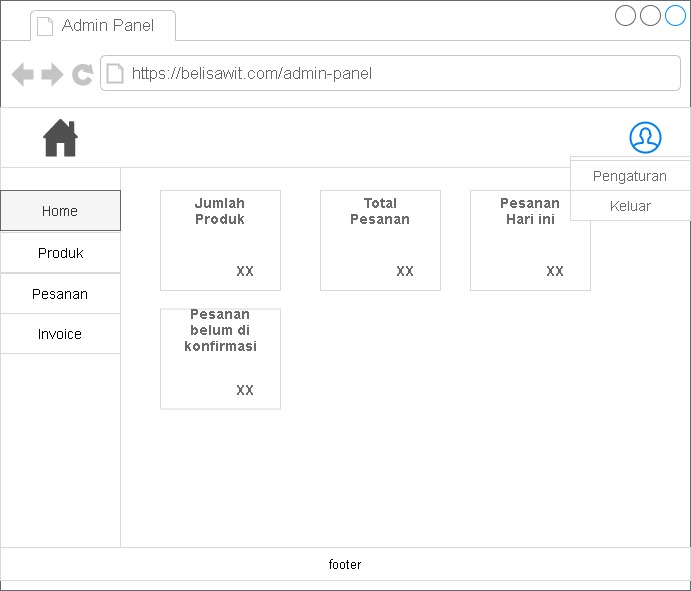 Admin Panel
https://belisawit.com/admin-panel
Pengaturan
Keluar
Home
Produk
Pesanan
Invoice
Jumlah
Produk
XX
Total
Pesanan
XX
Pesanan
Hari ini
XX
Pesanan
belum di
konfirmasi
XX
footer